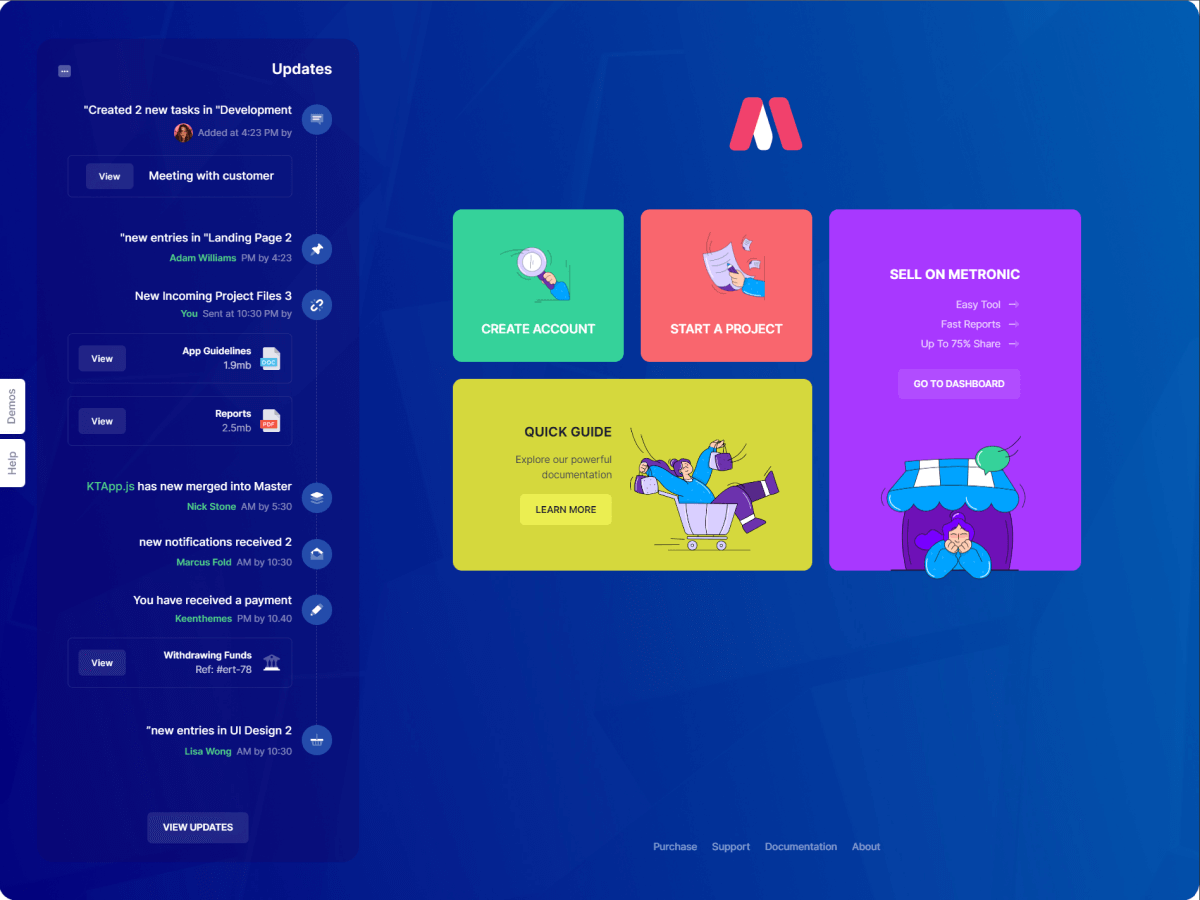 Updates
"Created 2 new tasks in "Development
Added at 4:23 PM by
View
Meeting with customer
"new entries in "Landing Page 2
Adam Williams PM by 4:23
New Incoming Project Files 3
You Sent at 10:30 PM by
View
App Guidelines
1.9mb
DOC
View
Reports
2.5mb
PDF
KTApp.js has new merged into Master
Nick Stone AM by 5:30
new notifications received 2
Marcus Fold AM by 10:30
You have received a payment
Keenthemes PM by 10.40
View
Withdrawing Funds
Ref: #ert-78
"new entries in UI Design 2
Lisa Wong AM by 10:30
VIEW UPDATES
Demos
Help
CREATE ACCOUNT
START A PROJECT
QUICK GUIDE
Explore our powerful
documentation
LEARN MORE
SELL ON METRONIC
Easy Tool
Fast Reports
Up To 75% Share
GO TO DASHBOARD
Purchase Support Documentation About